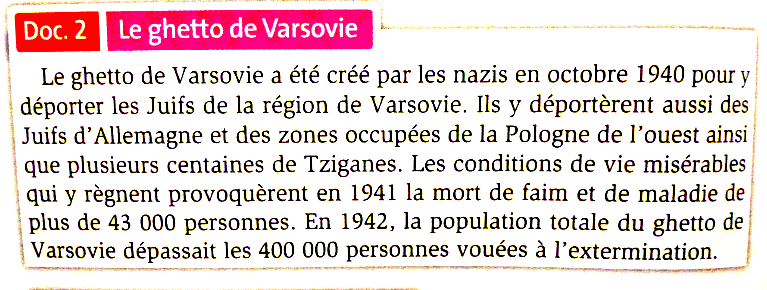 Doc. 2 Le ghetto de Varsovie
Le ghetto de Varsovie a été créé par les nazis en octobre 1940 pour y
déporter les Juifs de la région de Varsovie. Ils y déportèrent aussi des
Juifs d'Allemagne et des zones occupées de la Pologne de l'ouest ainsi
que plusieurs centaines de Tziganes. Les conditions de vie misérables
qui y règnent provoquèrent en 1941 la mort de faim et de maladie de
plus de 43 000 personnes. En 1942, la population totale du ghetto de
Varsovie dépassait les 400 000 personnes vouées à l'extermination.